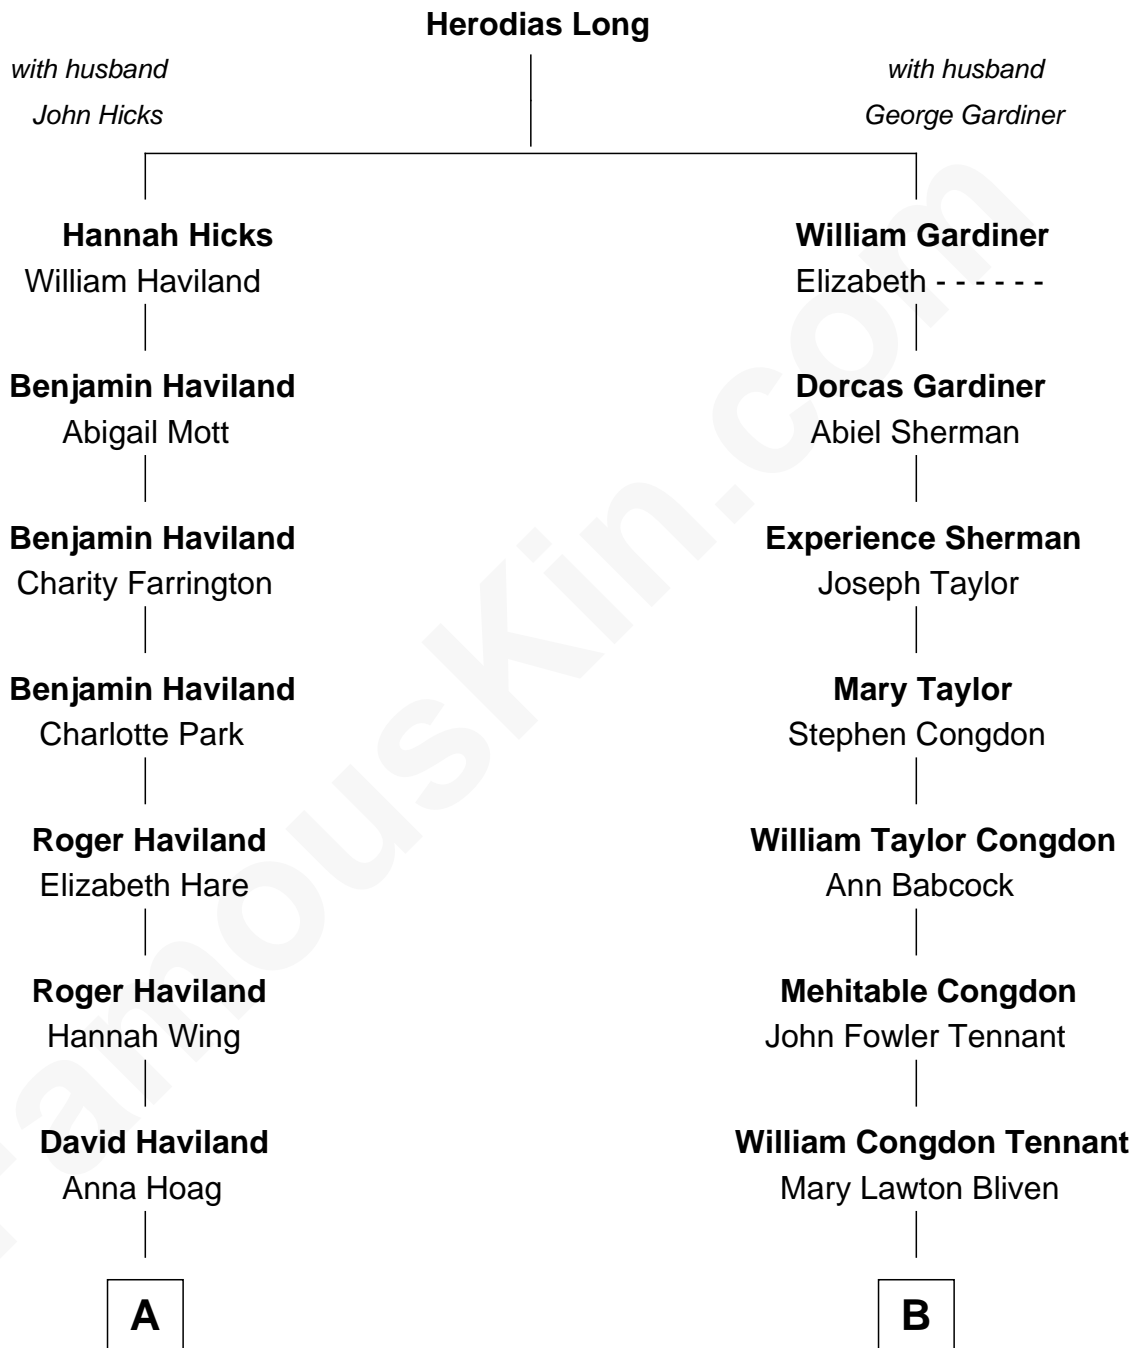 Herodias Long
with husband
John Hicks
with husband
George Gardiner
Hannah Hicks
William Haviland
Benjamin Haviland
Abigail Mott
Benjamin Haviland
Charity Farrington
Benjamin Haviland
Charlotte Park
Roger Haviland
Elizabeth Hare
Roger Haviland
Hannah Wing
David Haviland
Anna Hoag
A
William Gardiner
Elizabeth - - - - - -
Dorcas Gardiner
Abiel Sherman
Experience Sherman
Joseph Taylor
Mary Taylor
Stephen Congdon
William Taylor Congdon
Ann Babcock
Mehitable Congdon
John Fowler Tennant
William Congdon Tennant
Mary Lawton Bliven
B
FamousKin.com